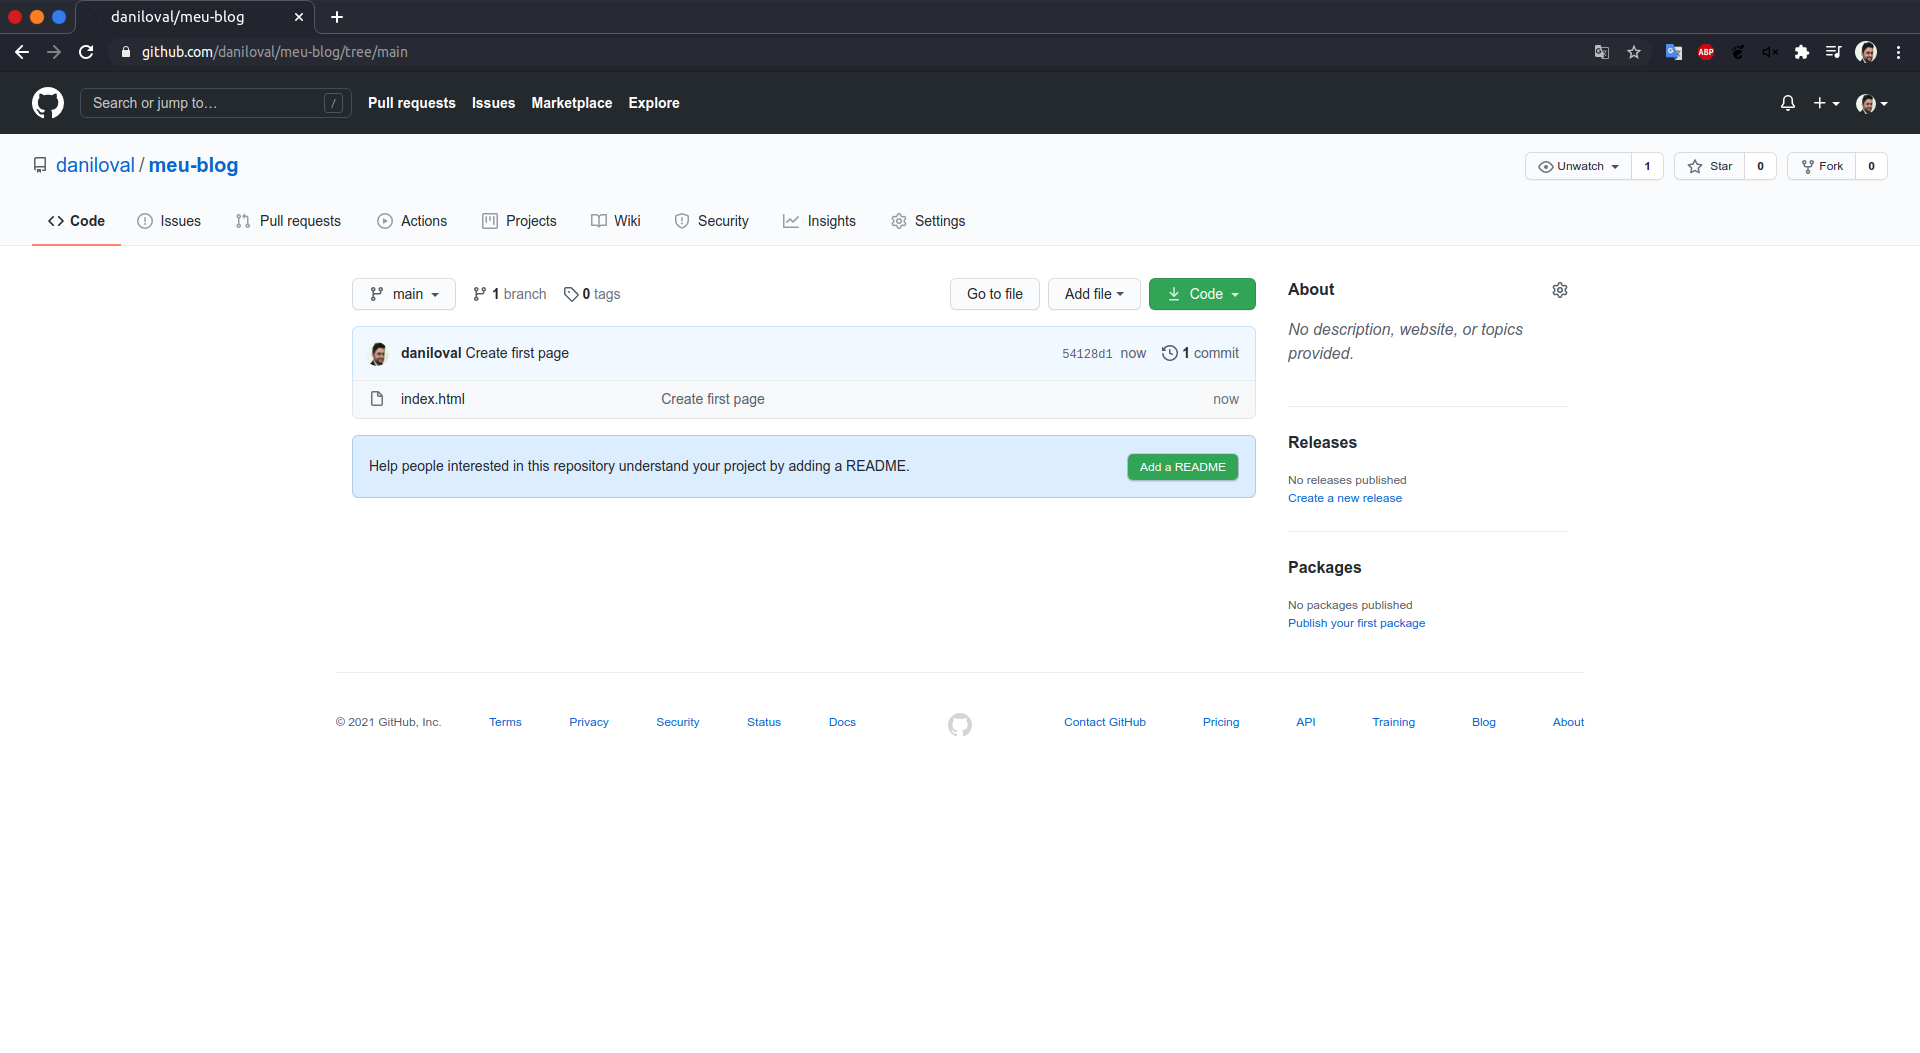 daniloval/meu-blog
github.com/daniloval/meu-blog/tree/main
ABP
Search or jump to… /
Pull requests Issues Marketplace Explore
daniloval / meu-blog
Unwatch 1 Star 0 Fork 0
Code Issues Pull requests Actions Projects Wiki Security Insights Settings
main 1 branch 0 tags Go to file Add file Code
daniloval Create first page 54128d1 now 1 commit
index.html Create first page now
Help people interested in this repository understand your project by adding a README. Add a README
About
No description, website, or topics
provided.
Releases
No releases published
Create a new release
Packages
No packages published
Publish your first package
© 2021 GitHub, Inc. Terms Privacy Security Status Docs Contact GitHub Pricing API Training Blog About